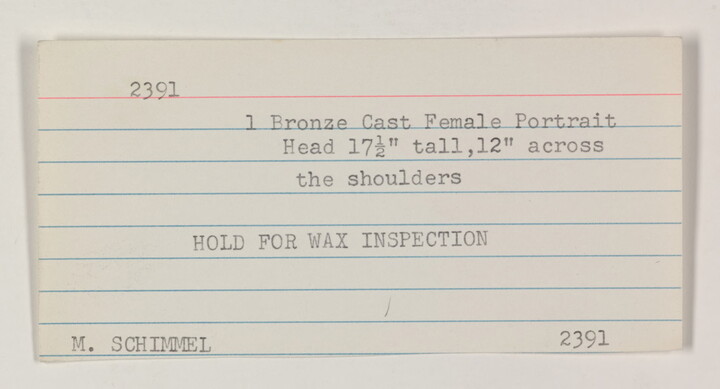 2391
1 Bronze Cast Female Portrait
Head 17½" tall,12" across
the shoulders
HOLD FOR WAX INSPECTION
M. SCHIMMEL 2391